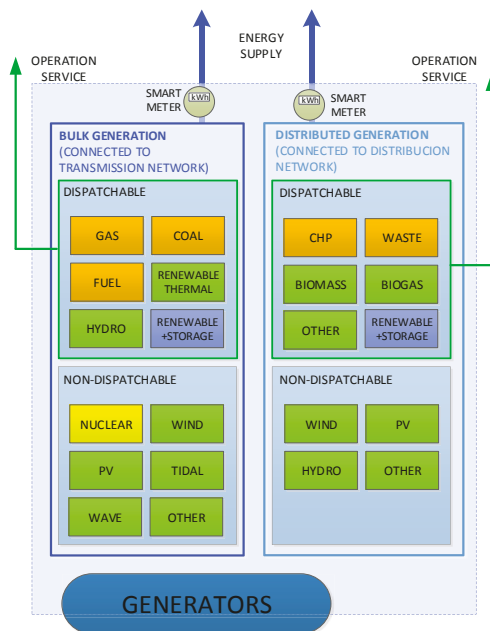 ENERGY
SUPPLY
OPERATION
SERVICE
OPERATION
SERVICE
SMART
METER
kWh
kWh
SMART
METER
BULK GENERATION
(CONNECTED TO
TRANSMISSION NETWORK)
DISPATCHABLE
GAS
COAL
FUEL
RENEWABLE
THERMAL
HYDRO
RENEWABLE
+STORAGE
NON-DISPATCHABLE
NUCLEAR
WIND
PV
TIDAL
WAVE
OTHER
DISTRIBUTED GENERATION
(CONNECTED TO DISTRIBUCION
NETWORK)
DISPATCHABLE
CHP
WASTE
BIOMASS
BIOGAS
OTHER
RENEWABLE
+STORAGE
NON-DISPATCHABLE
WIND
PV
HYDRO
OTHER
GENERATORS